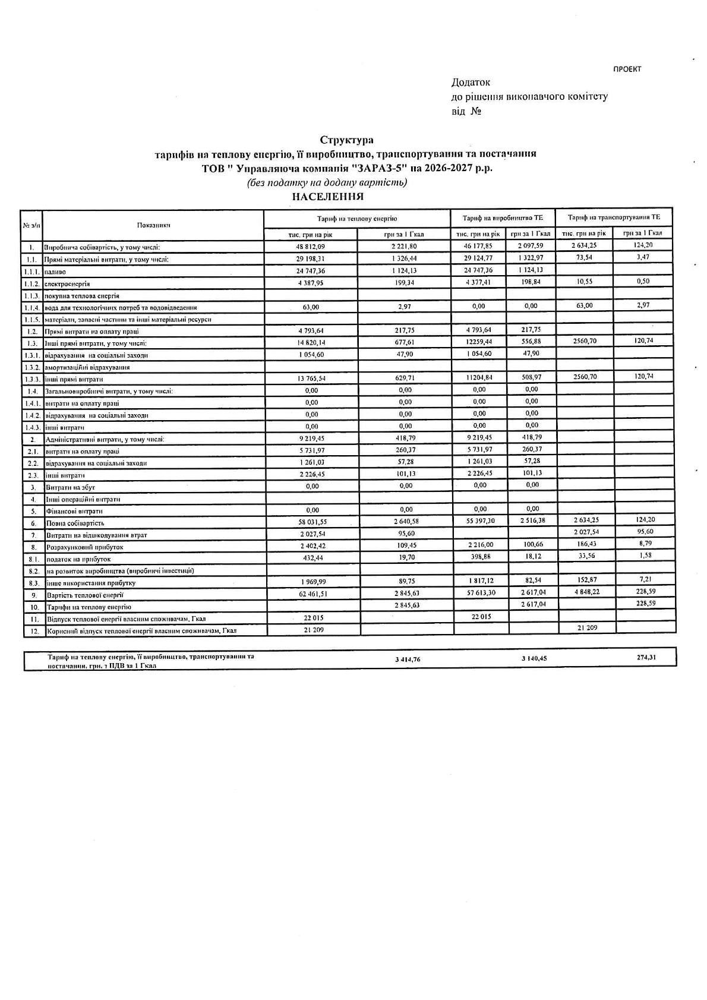 ПРОЕКТ
Додаток
до рішення виконавчого комітету
від №
Структура
тарифів на теплову енергію, її виробництво, транспортування та постачання
ТОВ " Управляюча компанія "ЗАРАЗ-5" на 2026-2027 р.р.
(без податку на додану вартість)
НАСЕЛЕННЯ
№ з/п Показники Тариф на теплову енергію Тариф на виробництво ТЕ Тариф на транспортування ТЕ
тис. грн на рік грн за 1 Гкал тис. грн на рік грн за 1 Гкал тис. грн на рік грн за 1 Гкал
1. Виробнича собівартість, у тому числі: 48 812,09 2 221,80 46 177,85 2 097,59 2 634,25 124,20
1.1. Прямі матеріальні витрати, у тому числі: 29 198,31 1 326,44 29 124,77 1 322,97 73,54 3,47
1.1.1. паливо 24 747,36 1 124,13 24 747,36 1 124,13
1.1.2. електроенергія 4 387,95 199,34 4 377,41 198,84 10,55 0,50
1.1.3. покупна теплова енергія
1.1.4. вода для технологічних потреб та водовідведення 63,00 2,97 0,00 0,00 63,00 2,97
1.1.5. матеріали, запасні частини та інші матеріальні ресурси
1.2. Прямі витрати на оплату праці 4 793,64 217,75 4 793,64 217,75
1.3. Інші прямі витрати, у тому числі: 14 820,14 677,61 12259,44 556,88 2560,70 120,74
1.3.1. відрахування на соціальні заходи 1 054,60 47,90 1 054,60 47,90
1.3.2. амортизаційні відрахування
1.3.3. інші прямі витрати 13 765,54 629,71 11204,84 508,97 2560,70 120,74
1.4. Загальновиробничі витрати, у тому числі: 0,00 0,00 0,00 0,00
1.4.1. витрати на оплату праці 0,00 0,00 0,00 0,00
1.4.2. відрахування на соціальні заходи 0,00 0,00 0,00 0,00
1.4.3. інші витрати 0,00 0,00 0,00 0,00
2. Адміністративні витрати, у тому числі: 9 219,45 418,79 9 219,45 418,79
2.1. витрати на оплату праці 5 731,97 260,37 5 731,97 260,37
2.2. відрахування на соціальні заходи 1 261,03 57,28 1 261,03 57,28
2.3. інші витрати 2 226,45 101,13 2 226,45 101,13
3. Витрати на збут 0,00 0,00 0,00 0,00
4. Інші операційні витрати
5. Фінансові витрати 0,00 0,00 0,00 0,00
6. Повна собівартість 58 031,55 2 640,58 55 397,30 2 516,38 2 634,25 124,20
7. Витрати на відшкодування втрат 2 027,54 95,60 2 027,54 95,60
8. Розрахунковий прибуток 2 402,42 109,45 2 216,00 100,66 186,43 8,79
8.1. податок на прибуток 432,44 19,70 398,88 18,12 33,56 1,58
8.2. на розвиток виробництва (виробничі інвестиції)
8.3. інше використання прибутку 1 969,99 89,75 1 817,12 82,54 152,87 7,21
9. Вартість теплової енергії 62 461,51 2 845,63 57 613,30 2 617,04 4 848,22 228,59
10. Тарифи на теплову енергію 2 845,63 2 617,04 228,59
11. Відпуск теплової енергії власним споживачам, Гкал 22 015 22 015
12. Корисний відпуск теплової енергії власним споживачам, Гкал 21 209 21 209
Тариф на теплову енергію, її виробництво, транспортування та
постачання, грн. з ПДВ за 1 Гкал 3 414,76 3 140,45 274,31